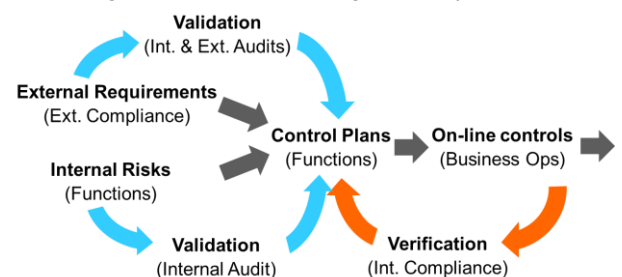 Validation
(Int. & Ext. Audits)
External Requirements
(Ext. Compliance)
Control Plans
(Functions)
On-line controls
(Business Ops)
Internal Risks
(Functions)
Validation
(Internal Audit)
Verification
(Int. Compliance)